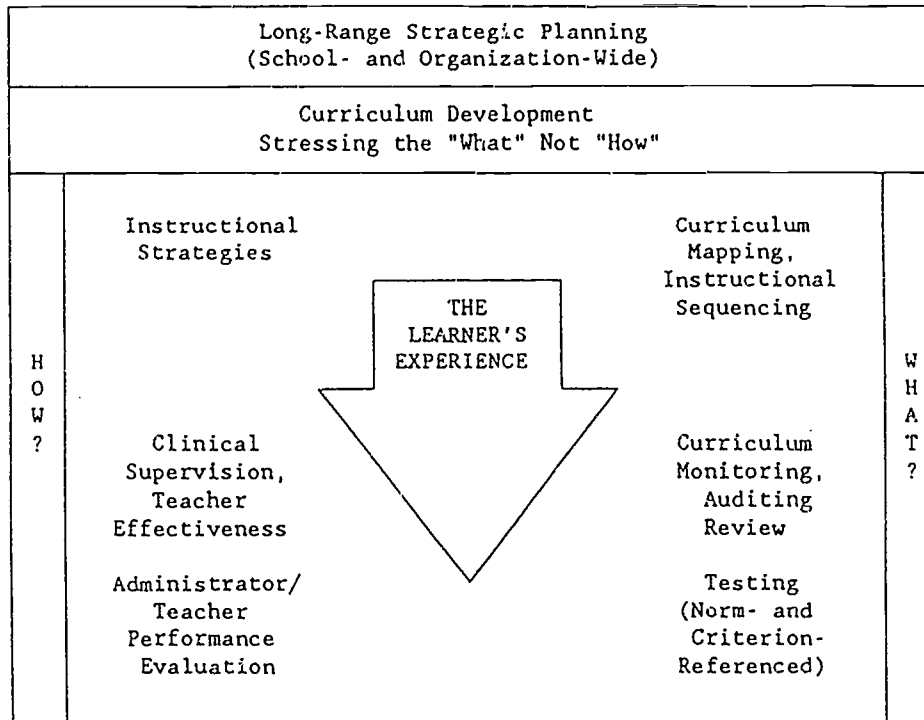 Long-Range Strategic Planning
(School- and Organization-Wide)
Curriculum Development
Stressing the "What" Not "How"
HOW?
Instructional
Strategies
Clinical
Supervision,
Teacher
Effectiveness
Administrator/
Teacher
Performance
Evaluation
THE
LEARNER'S
EXPERIENCE
Curriculum
Mapping,
Instructional
Sequencing
Curriculum
Monitoring,
Auditing
Review
Testing
(Norm- and
Criterion-
Referenced)
WHAT?